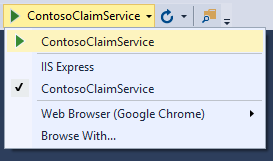 ContosoClaimService
ContosoClaimService
IIS Express
ContosoClaimService
Web Browser (Google Chrome)
Browse With...